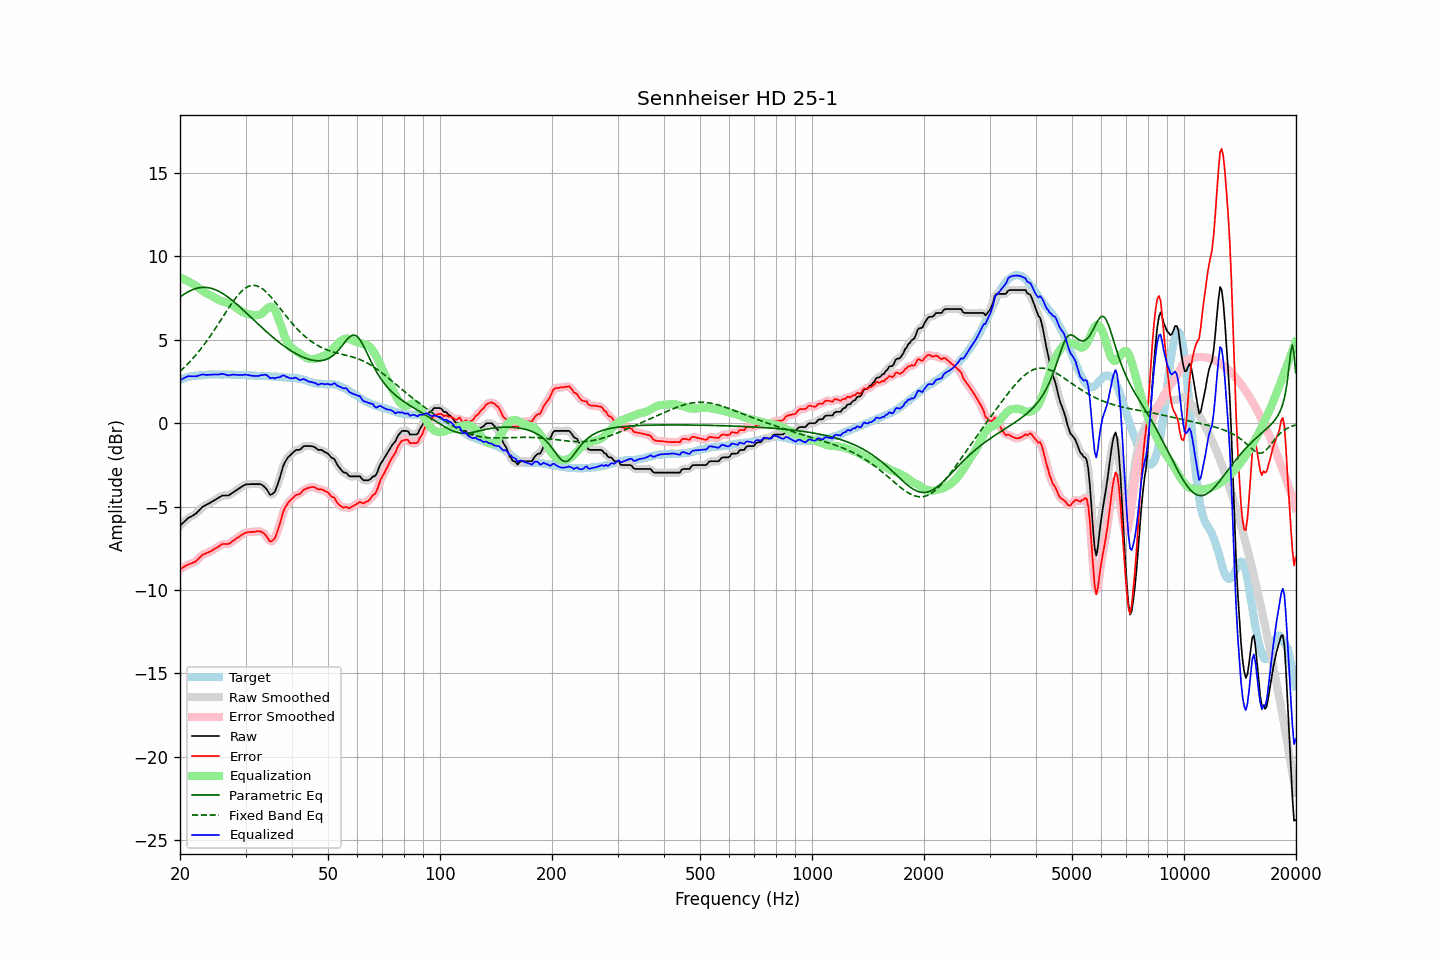 Sennheiser HD 25-1
Amplitude (dBr)
15
10
5
0
−5
−10
−15
−20
−25
Target
Raw Smoothed
Error Smoothed
Raw
Error
Equalization
Parametric Eq
Fixed Band Eq
Equalized
20 50 100 200 500 1000 2000 5000 10000 20000
Frequency (Hz)